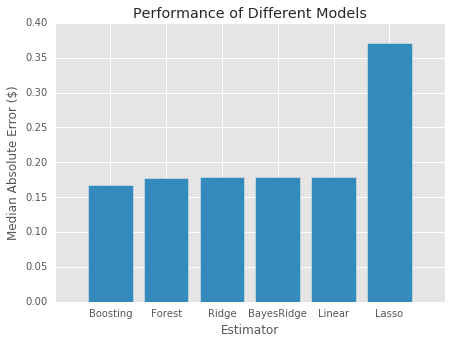 Performance of Different Models
Median Absolute Error ($)
0.40
0.35
0.30
0.25
0.20
0.15
0.10
0.05
0.00
Boosting Forest Ridge BayesRidge Linear Lasso
Estimator